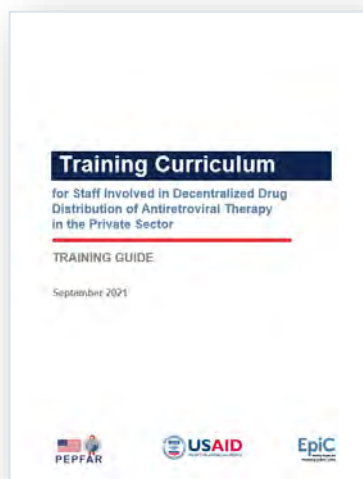 Training Curriculum
for Staff Involved in Decentralized Drug
Distribution of Antiretroviral Therapy
in the Private Sector
TRAINING GUIDE
September 2021
PEPFAR
USAID
EpiC